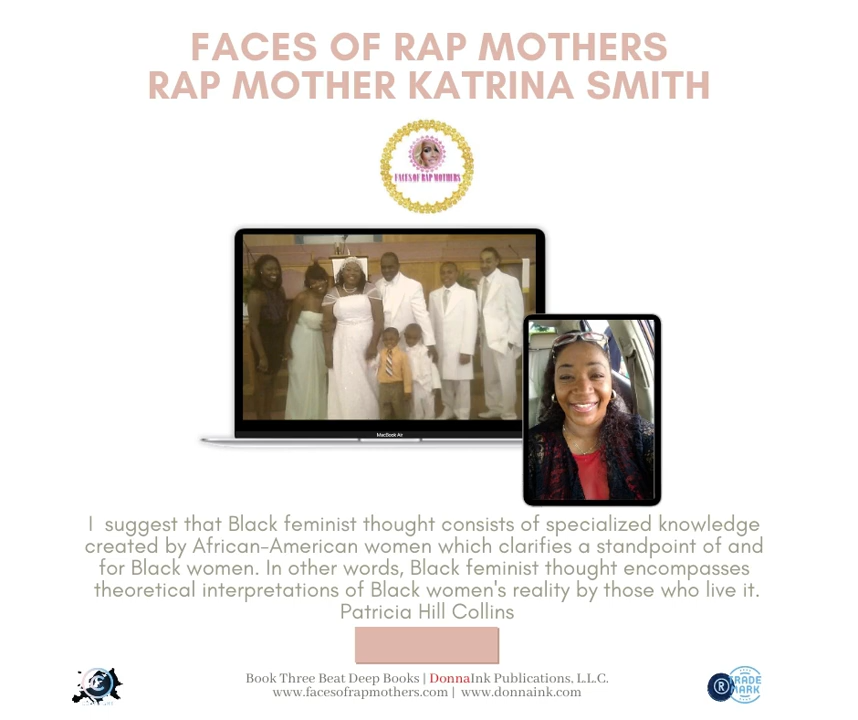 FACES OF RAP MOTHERS
RAP MOTHER KATRINA SMITH
FACES OF RAP MOTHERS
MacBook Air
I suggest that Black feminist thought consists of specialized knowledge
created by African-American women which clarifies a standpoint of and
for Black women. In other words, Black feminist thought encompasses
theoretical interpretations of Black women's reality by those who live it.
Patricia Hill Collins
Book Three Beat Deep Books | DonnaInk Publications, L.L.C.
www.facesofrapmothers.com | www.donnaink.com
® TRADE
MARK